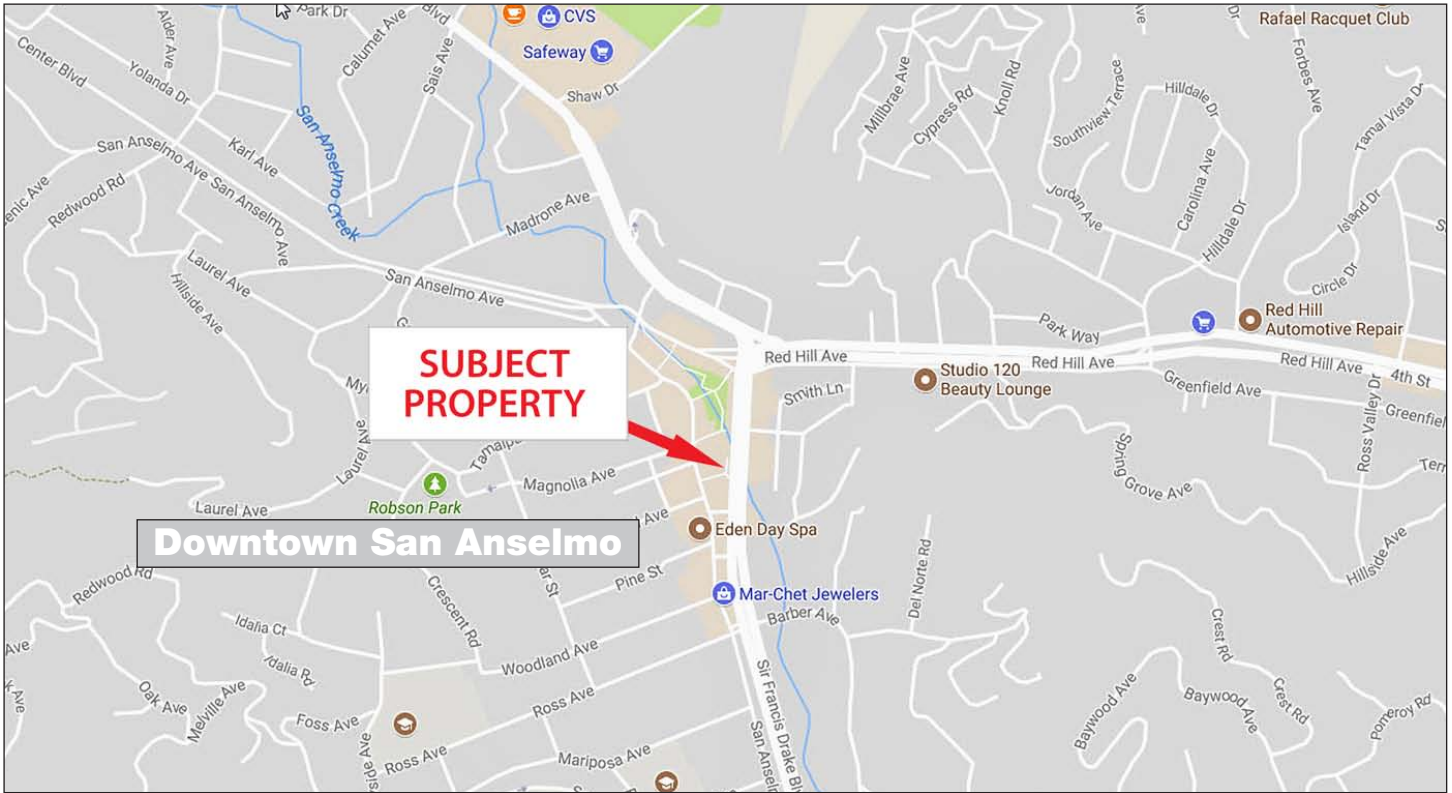 Park Dr
Blvd
CVS
Rafael Racquet Club
Alder Ave
Calumet Ave
Safeway
Forbes Ave
Center Blvd
Yolanda Dr
Sais Ave
Shaw Dr
Millbrae Ave
Cypress Rd
Knoll Rd
Southview Terrace
Hilldale Dr
Tamal Vista Dr
San Anselmo Creek
San Anselmo Ave
Karl Ave
San Anselmo Ave
Redwood Rd
Madrone Ave
Jordan Ave
Carolina Ave
Hilldale Dr
Island Dr
Laurel Ave
Hillside Ave
San Anselmo Ave
Circle Dr
Red Hill
Automotive Repair
Park Way
SUBJECT
PROPERTY
Red Hill Ave
Red Hill Ave
Red Hill Ave
4th St
Studio 120
Beauty Lounge
Smith Ln
Greenfield Ave
Ross Valley Dr
Laurel Ave
Magnolia Ave
Spring Grove Ave
Robson Park
Laurel Ave
Ave
Eden Day Spa
Downtown San Anselmo
Redwood Rd
Pine St
Hillside Ave
Crescent Rd
Mar-Chet Jewelers
Del Norte Rd
Barber Ave
Idalia Ct
Woodland Ave
Crest Rd
Ave
Idalia Rd
Oak Ave
Melville Ave
Foss Ave
Ross Ave
Sir Francis Drake Blv
Baywood Ave
Baywood Ave
Crest Rd
Pomeroy Rd
Ross Ave
Mariposa Ave
San Anselm